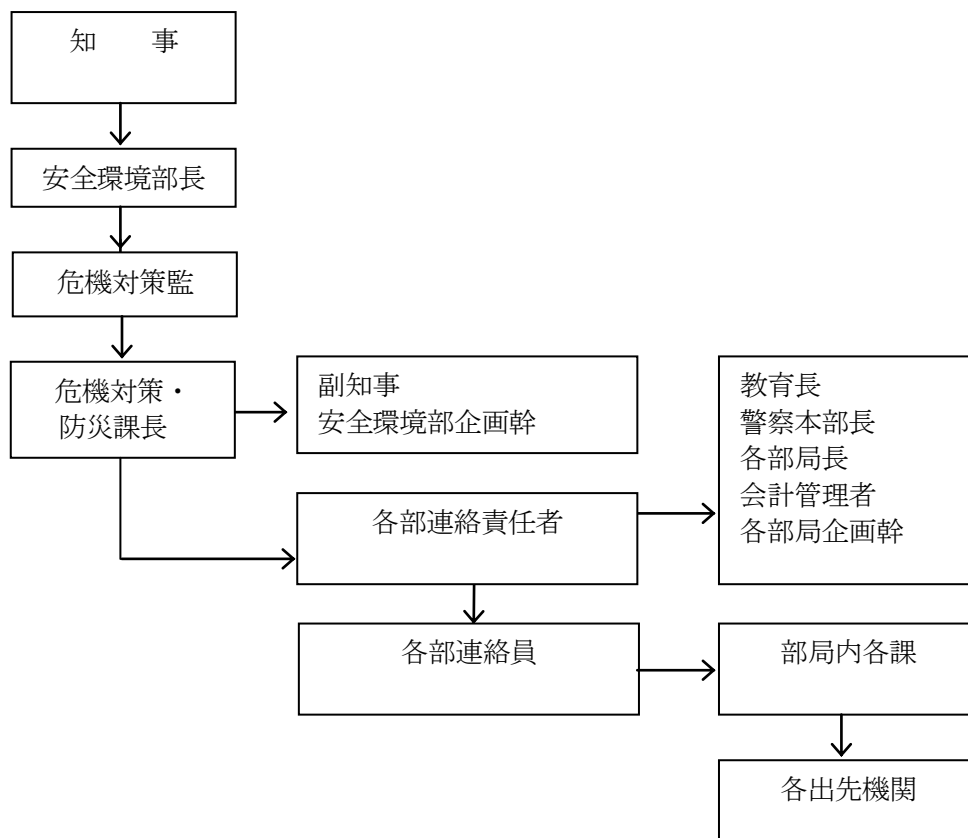 知　　事
安全環境部長
危機対策監
危機対策・
防災課長
副知事
安全環境部企画幹
教育長
警察本部長
各部局長
会計管理者
各部局企画幹
各部連絡責任者
各部連絡員
部局内各課
各出先機関